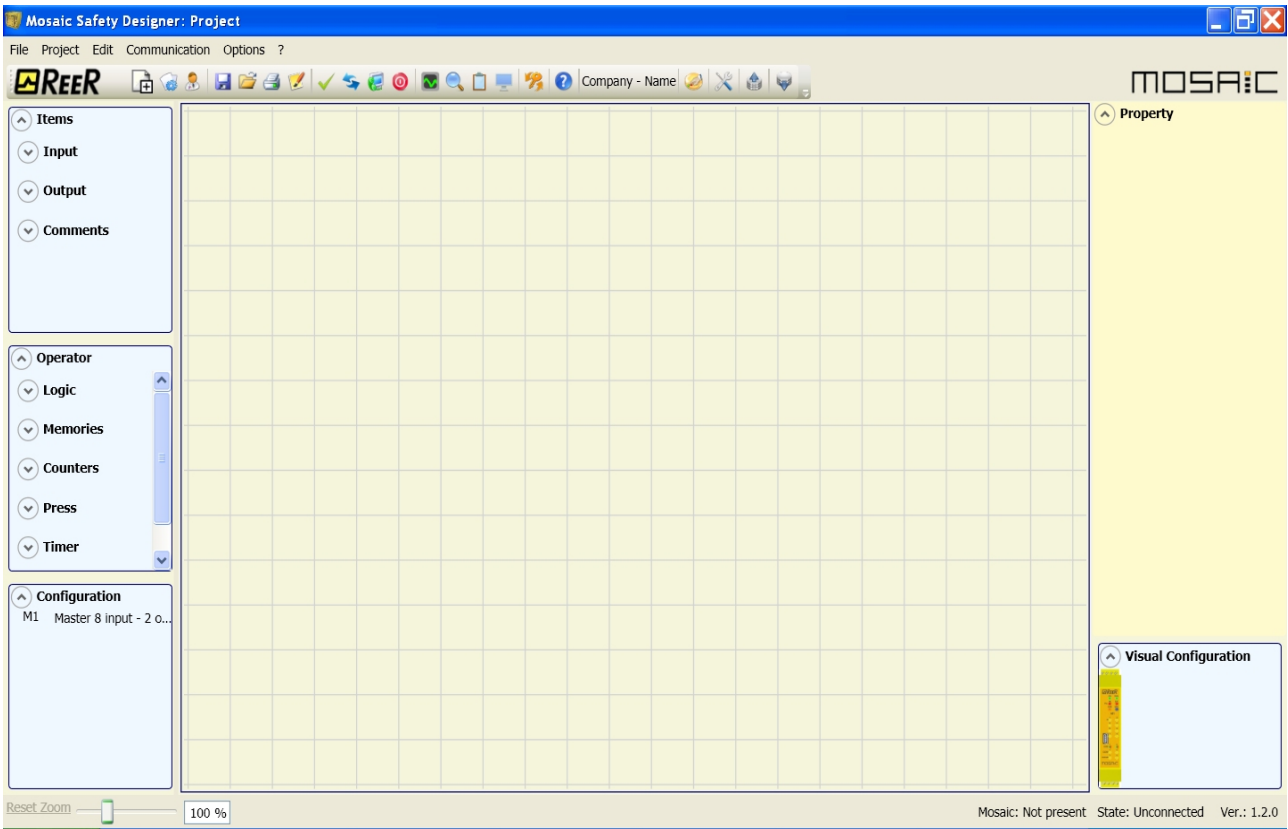 Mosaic Safety Designer: Project
File Project Edit Communication Options ?
REER Company - Name MOSAIC
Items
Input
Output
Comments
Operator
Logic
Memories
Counters
Press
Timer
Configuration
M1 Master 8 input - 2 o...
Property
Visual Configuration
Reset Zoom 100 % Mosaic: Not present State: Unconnected Ver.: 1.2.0